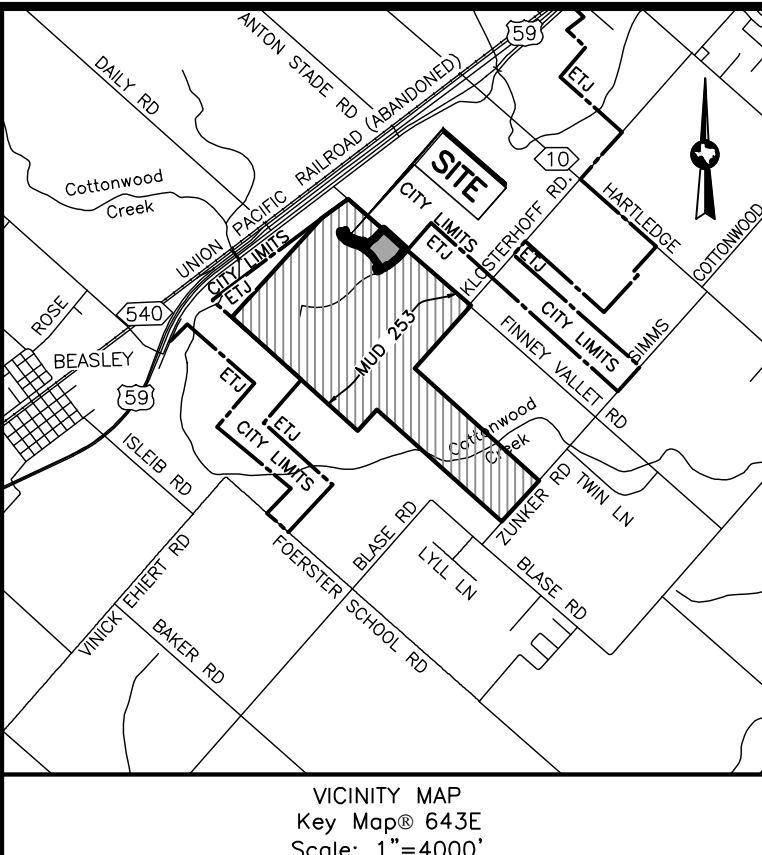 59
ANTON STADE RD
DAILY RD
UNION PACIFIC RAILROAD (ABANDONED)
ETJ
10
SITE
Cottonwood
Creek
CITY LIMITS
ETJ
KLOSTERHOFF RD.
HARTLEDGE
COTTONWOOD
CITY LIMITS
ETJ
ETJ
540
ROSE
BEASLEY
59
MUD 253
CITY LIMITS
SIMMS
FINNEY VALLET RD
ETJ
ETJ
CITY LIMITS
Cottonwood
Creek
ISLEIB RD
ZUNKER RD
TWIN LN
BLASE RD
LYLL LN
BLASE RD
FOERSTER SCHOOL RD
VINICK EHIERT RD
BAKER RD
VICINITY MAP
Key Map® 643E
Scale: 1"=4000'